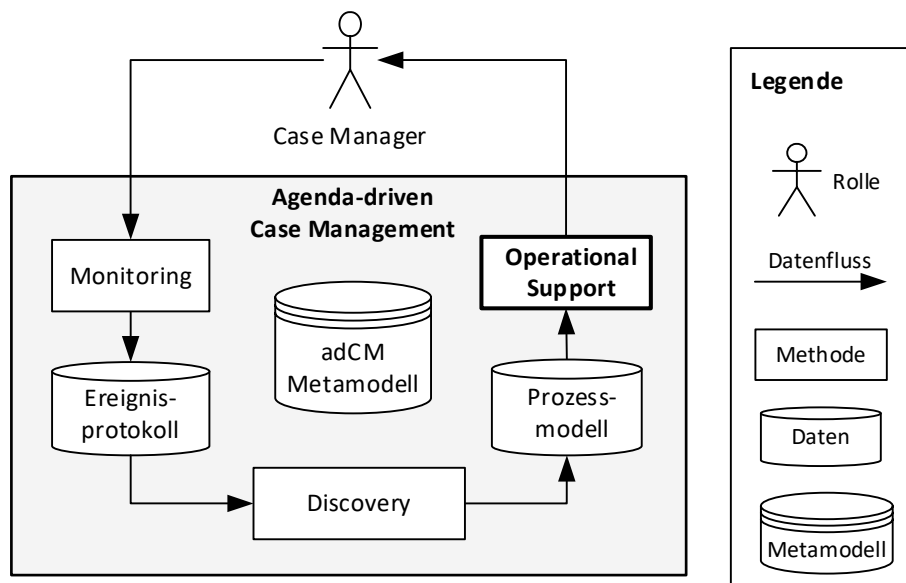 Case Manager
Agenda-driven
Case Management
Monitoring
Operational
Support
adCM
Metamodell
Ereignis-
protokoll
Prozess-
modell
Discovery
Legende
Rolle
Datenfluss
Methode
Daten
Metamodell